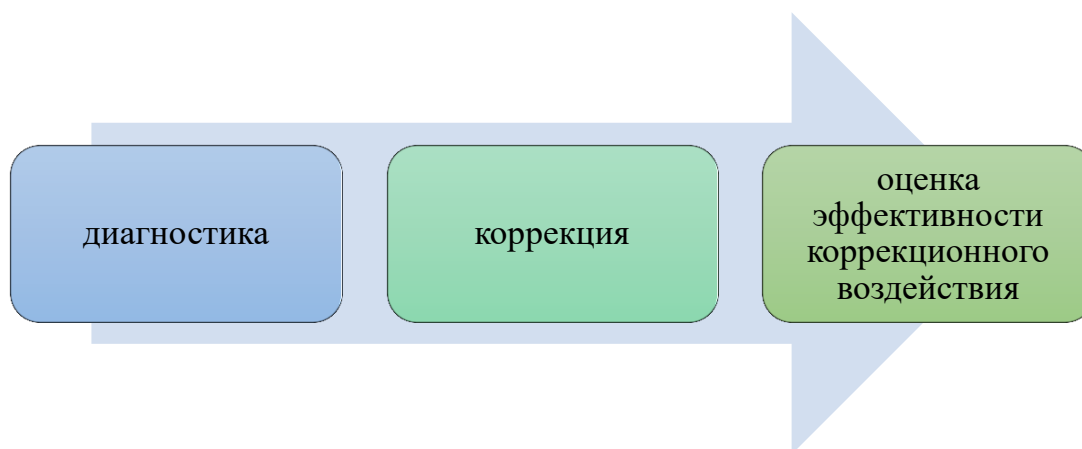 диагностика
коррекция
оценка
эффективности
коррекционного
воздействия